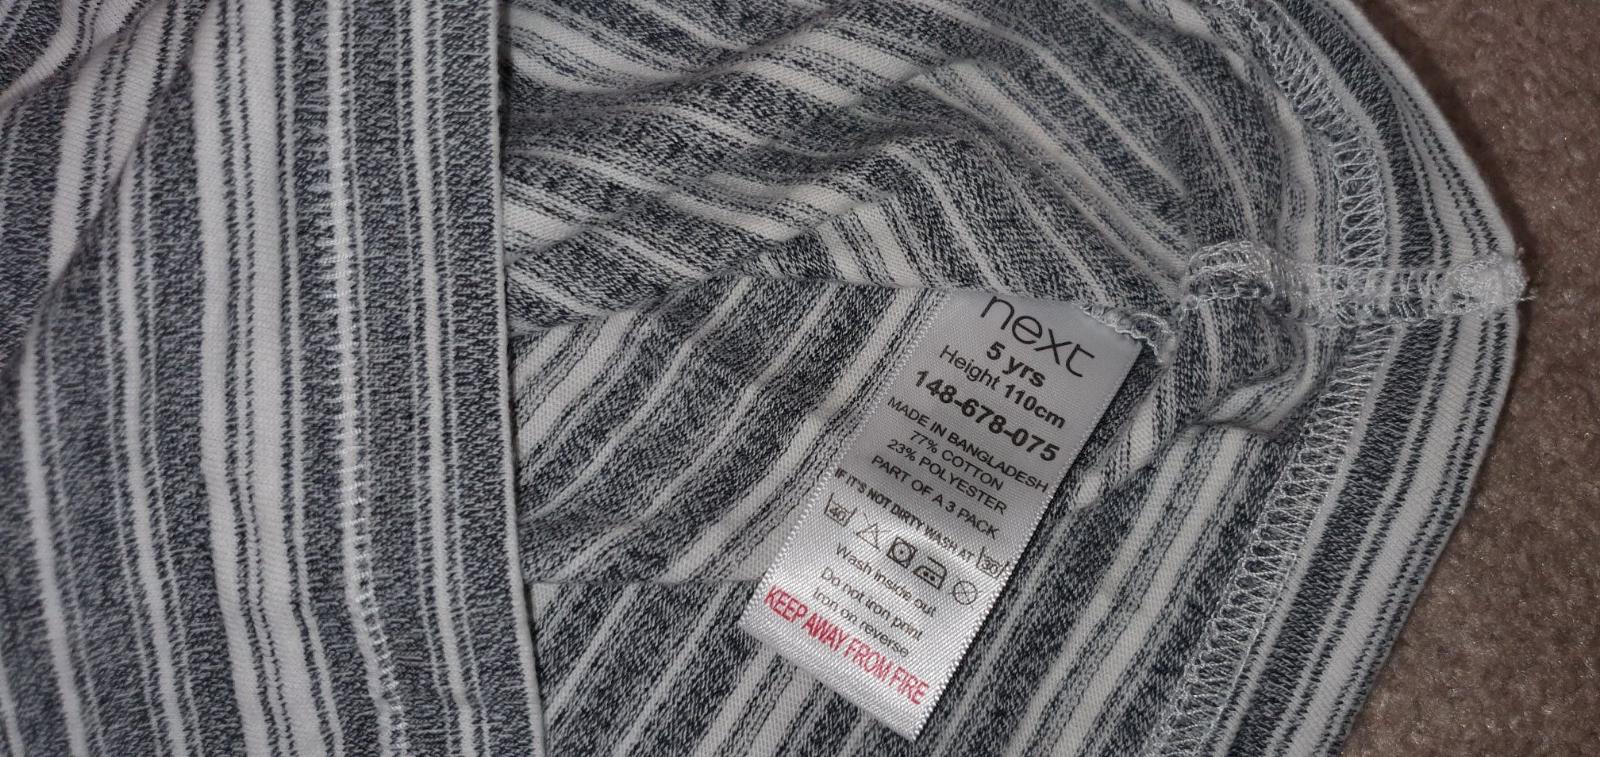 next
5 yrs
Height 110cm
148-678-075
MADE IN BANGLADESH
77% COTTON
23% POLYESTER
PART OF A 3 PACK
IF IT'S NOT DIRTY WASH AT 30
40
Wash inside out
Do not iron print
Iron on reverse
KEEP AWAY FROM FIRE